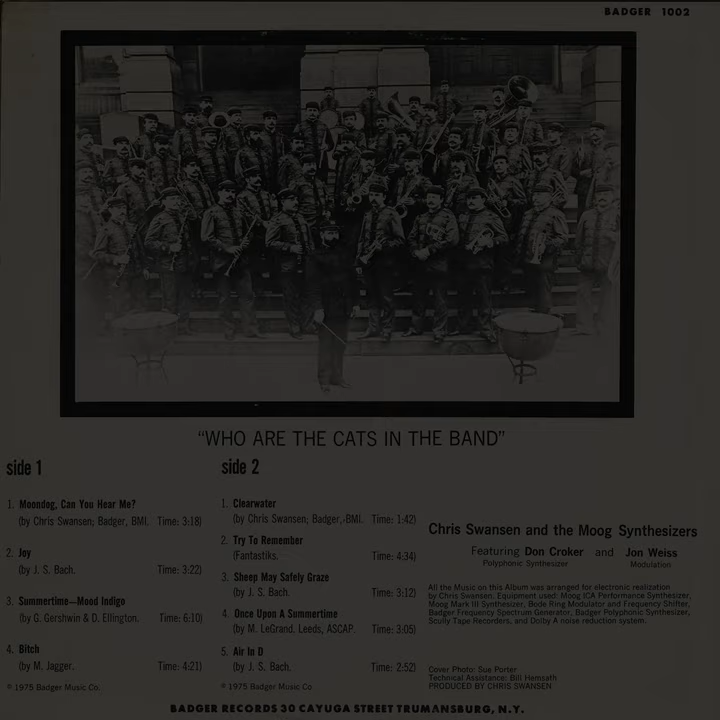 BADGER 1002
“WHO ARE THE CATS IN THE BAND”
side 1
1. Moondog, Can You Hear Me?
(by Chris Swansen; Badger, BMI. Time: 3:18)
2. Joy
(by J. S. Bach. Time: 3:22)
3. Summertime—Mood Indigo
(by G. Gershwin & D. Ellington. Time: 6:10)
4. Bitch
(by M. Jagger. Time: 4:21)
© 1975 Badger Music Co.
side 2
1. Clearwater
(by Chris Swansen; Badger, BMI. Time: 1:42)
2. Try To Remember
(Fantastiks. Time: 4:34)
3. Sheep May Safely Graze
(by J. S. Bach. Time: 3:12)
4. Once Upon A Summertime
(by M. LeGrand. Leeds, ASCAP. Time: 3:05)
5. Air In D
(by J. S. Bach. Time: 2:52)
© 1975 Badger Music Co.
Chris Swansen and the Moog Synthesizers
Featuring Don Croker and Jon Weiss
Polyphonic Synthesizer Modulation
All the Music on this Album was arranged for electronic realization
by Chris Swansen. Equipment used: Moog ICA Performance Synthesizer,
Moog Mark III Synthesizer, Bode Ring Modulator and Frequency Shifter,
Badger Frequency Spectrum Generator, Badger Polyphonic Synthesizer,
Scully Tape Recorders, and Dolby A noise reduction system.
Cover Photo: Sue Porter
Technical Assistance: Bill Hemsath
PRODUCED BY CHRIS SWANSEN
BADGER RECORDS 30 CAYUGA STREET TRUMANSBURG, N.Y.